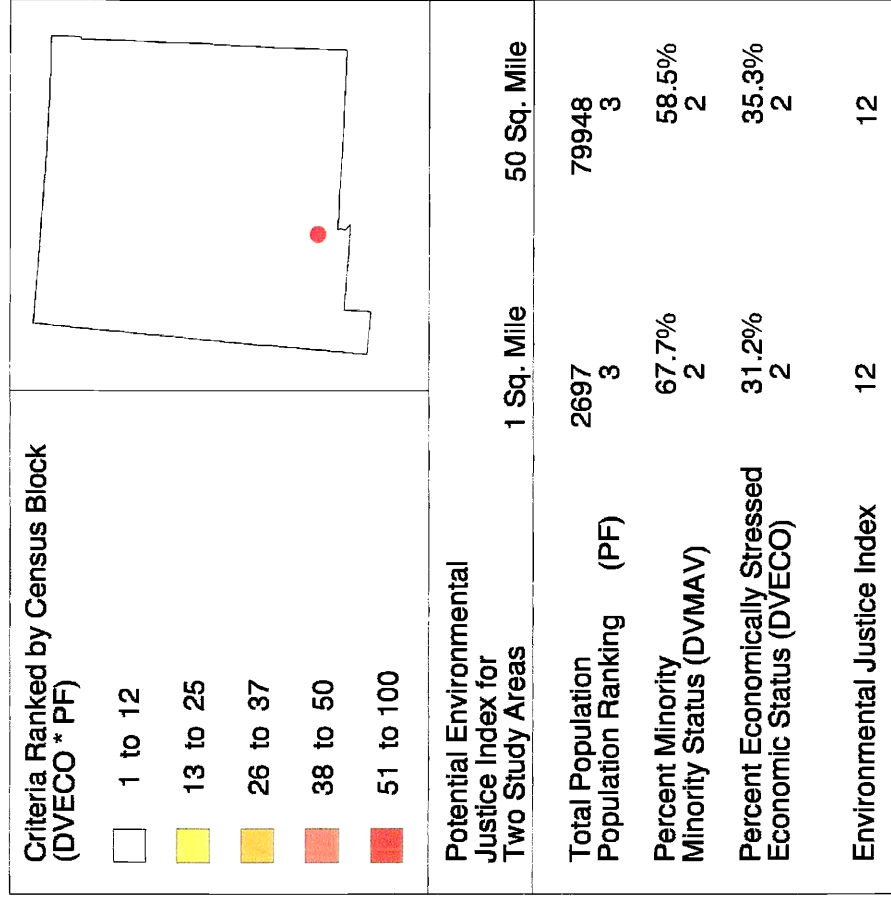 Criteria Ranked by Census Block
(DVECO * PF)
1 to 12
13 to 25
26 to 37
38 to 50
51 to 100
Potential Environmental
Justice Index for
Two Study Areas 1 Sq. Mile 50 Sq. Mile
Total Population 2697 79948
Population Ranking (PF) 3 3
Percent Minority 67.7% 58.5%
Minority Status (DVMAV) 2 2
Percent Economically Stressed 31.2% 35.3%
Economic Status (DVECO) 2 2
Environmental Justice Index 12 12